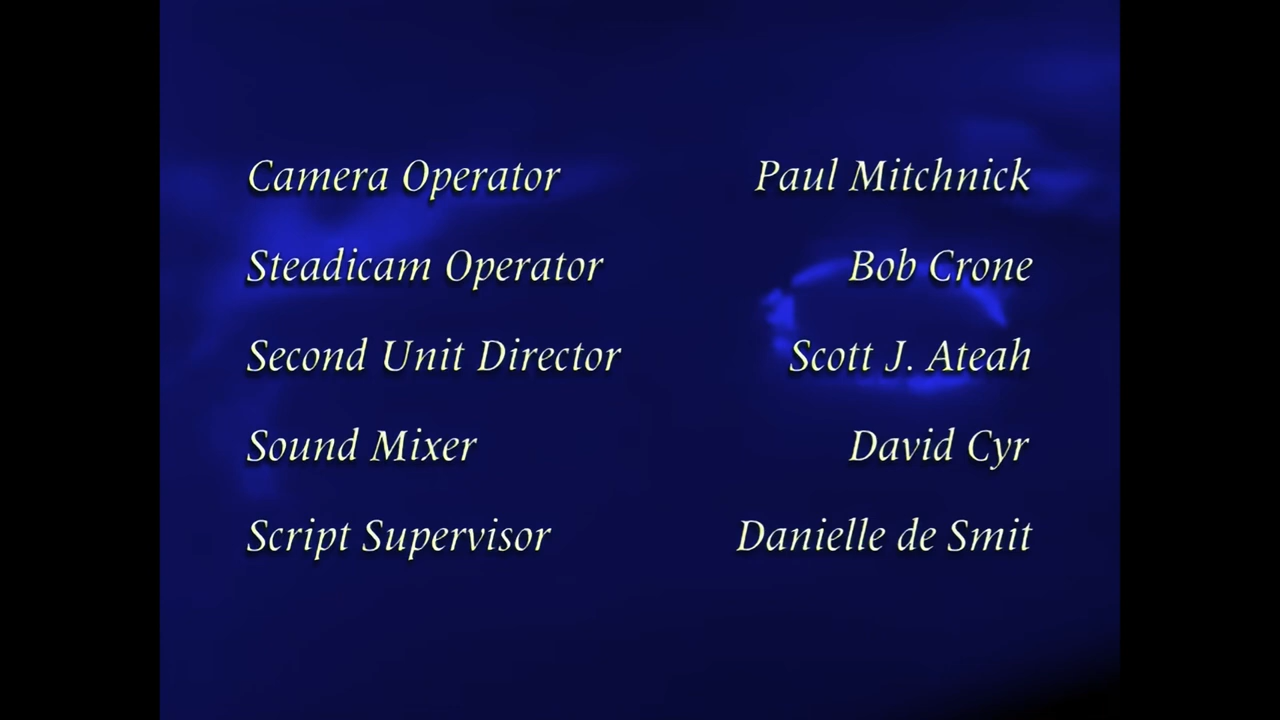 Camera Operator Paul Mitchnick
Steadicam Operator Bob Crone
Second Unit Director Scott J. Ateah
Sound Mixer David Cyr
Script Supervisor Danielle de Smit